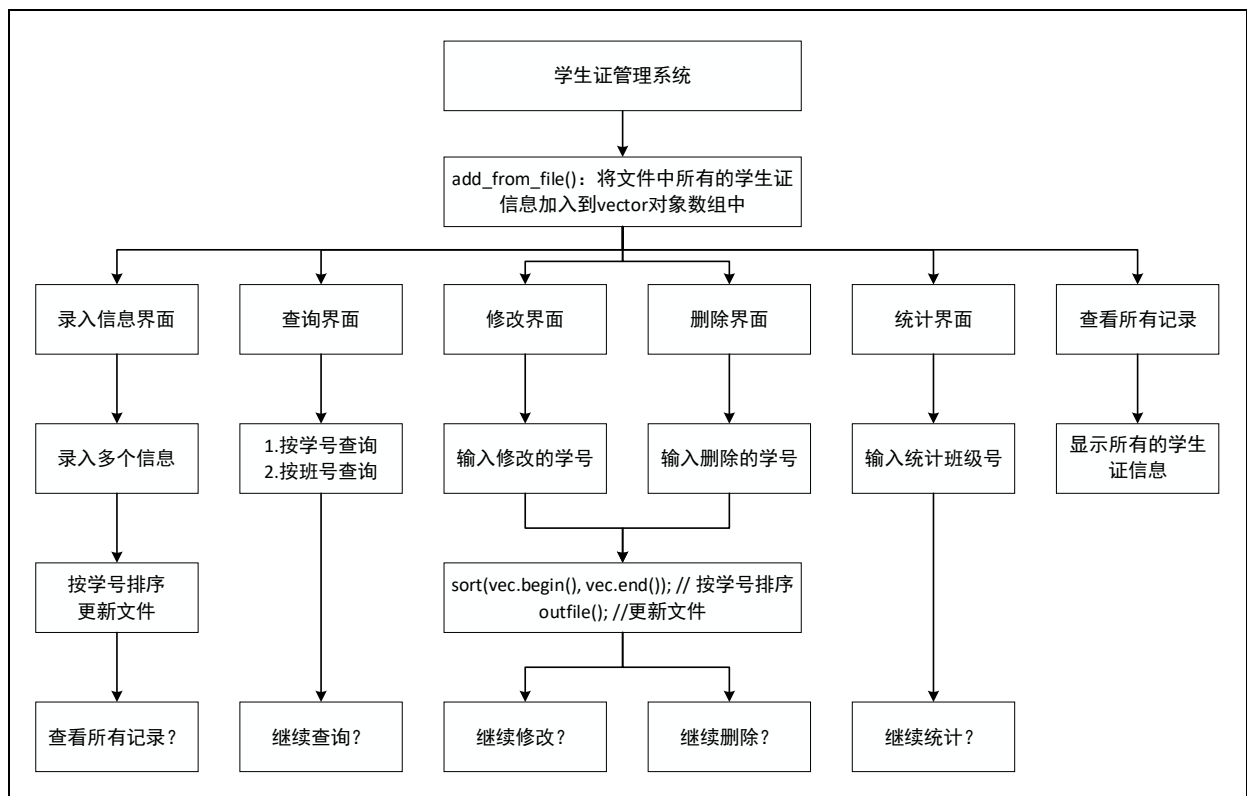 学生证管理系统
add_from_file()：将文件中所有的学生证
信息加入到vector对象数组中
录入信息界面
查询界面
修改界面
删除界面
统计界面
查看所有记录
录入多个信息
1.按学号查询
2.按班号查询
输入修改的学号
输入删除的学号
输入统计班级号
显示所有的学生
证信息
按学号排序
更新文件
sort(vec.begin(), vec.end()); // 按学号排序
outfile(); //更新文件
查看所有记录？
继续查询？
继续修改？
继续删除？
继续统计？